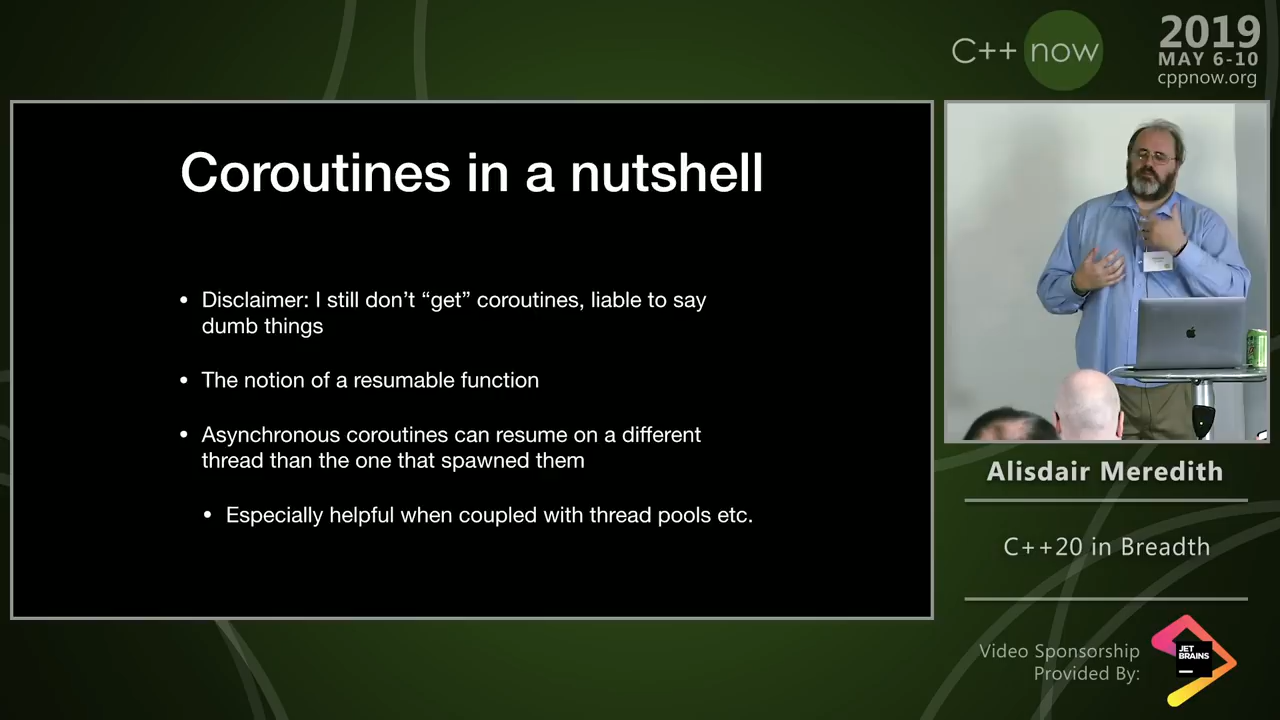 C++ now
2019
MAY 6-10
cppnow.org
Coroutines in a nutshell
• Disclaimer: I still don’t “get” coroutines, liable to say
dumb things
• The notion of a resumable function
• Asynchronous coroutines can resume on a different
thread than the one that spawned them
• Especially helpful when coupled with thread pools etc.
Alisdair Meredith
C++20 in Breadth
Video Sponsorship
Provided By:
JET
BRAINS